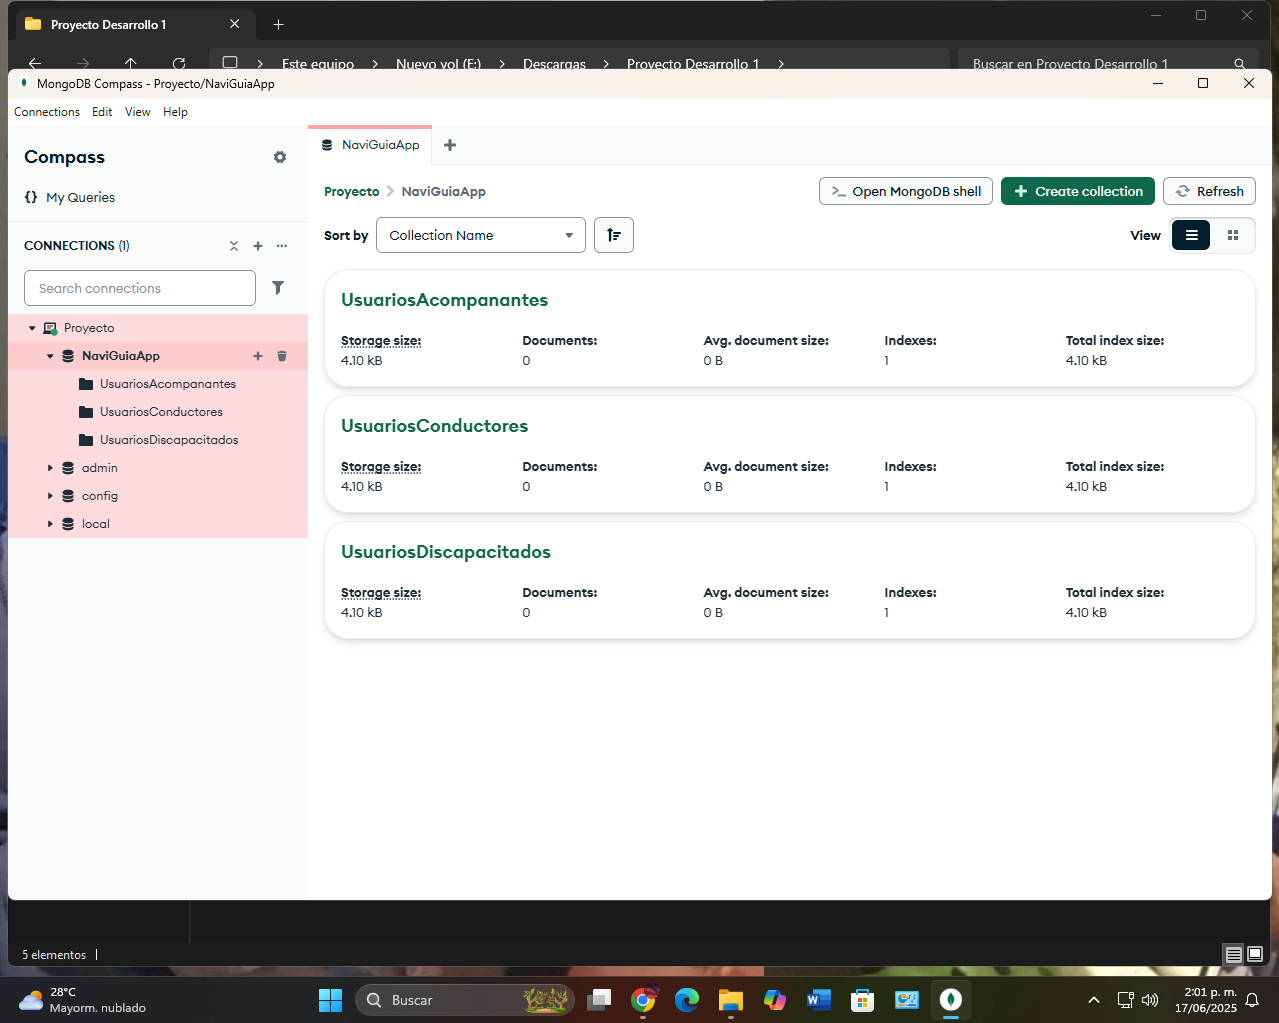 Proyecto Desarrollo 1
Este equipo > Nuevo vol (E:) > Descargas > Proyecto Desarrollo 1 >
Buscar en Proyecto Desarrollo 1
MongoDB Compass - Proyecto/NaviGuiaApp
Connections Edit View Help
Compass
{} My Queries
CONNECTIONS (1)
Search connections
Proyecto
NaviGuiaApp
UsuariosAcompanantes
UsuariosConductores
UsuariosDiscapacitados
admin
config
local
NaviGuiaApp
Proyecto > NaviGuiaApp
>_ Open MongoDB shell
Create collection
Refresh
Sort by Collection Name
View
UsuariosAcompanantes
Storage size: Documents: Avg. document size: Indexes: Total index size:
4.10 kB 0 0 B 1 4.10 kB
UsuariosConductores
Storage size: Documents: Avg. document size: Indexes: Total index size:
4.10 kB 0 0 B 1 4.10 kB
UsuariosDiscapacitados
Storage size: Documents: Avg. document size: Indexes: Total index size:
4.10 kB 0 0 B 1 4.10 kB
5 elementos
28°C
Mayorm. nublado
Buscar
2:01 p. m.
17/06/2025